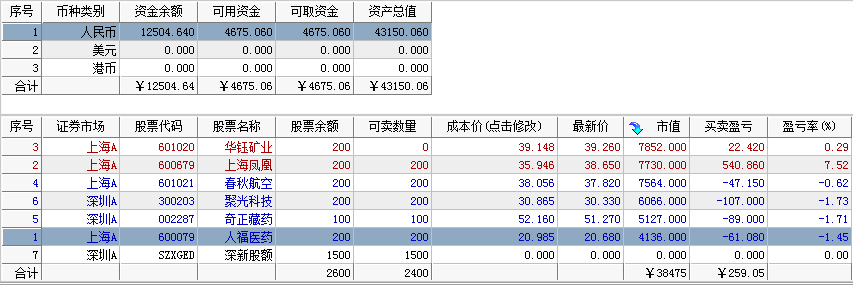 序号 币种类别 资金余额 可用资金 可取资金 资产总值
1 人民币 12504.640 4675.060 4675.060 43150.060
2 美元 0.000 0.000 0.000 0.000
3 港币 0.000 0.000 0.000 0.000
合计 ￥12504.64 ￥4675.06 ￥4675.06 ￥43150.06
序号 证券市场 股票代码 股票名称 股票余额 可卖数量 成本价(点击修改) 最新价 市值 买卖盈亏 盈亏率(%)
3 上海A 601020 华钰矿业 200 0 39.148 39.260 7852.000 22.420 0.29
2 上海A 600679 上海凤凰 200 200 35.946 38.650 7730.000 540.860 7.52
4 上海A 601021 春秋航空 200 200 38.056 37.820 7564.000 -47.150 -0.62
6 深圳A 300203 聚光科技 200 200 30.865 30.330 6066.000 -107.000 -1.73
5 深圳A 002287 奇正藏药 100 100 52.160 51.270 5127.000 -89.000 -1.71
1 上海A 600079 人福医药 200 200 20.985 20.680 4136.000 -61.080 -1.45
7 深圳A SZXGED 深新股额 1500 1500 0.000 0.000 0.000 0.000 0.00
合计 2600 2400 ￥38475 ￥259.05